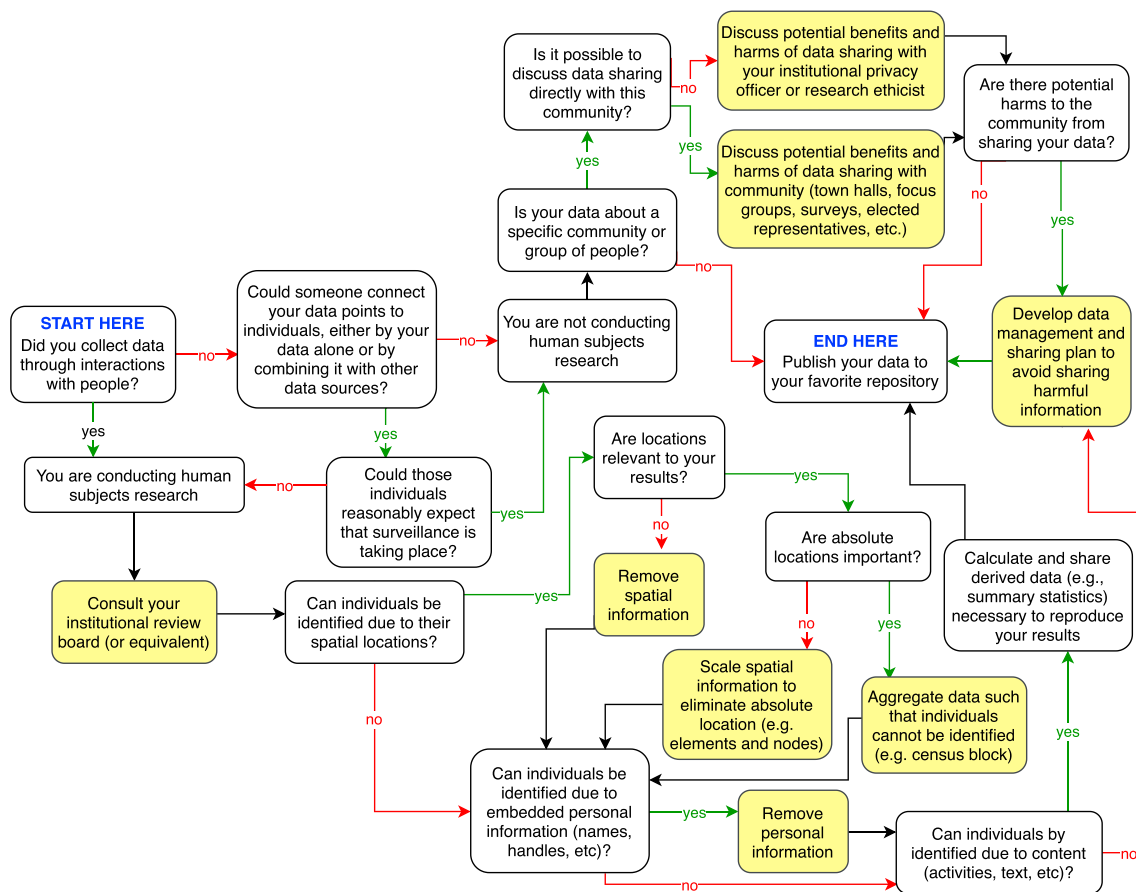 START HERE
Did you collect data
through interactions
with people?
no
yes
Could someone connect
your data points to
individuals, either by your
data alone or by
combining it with other
data sources?
no
yes
You are conducting human
subjects research
no
Could those
individuals
reasonably expect
that surveillance is
taking place?
yes
You are not conducting
human subjects
research
Is your data about a
specific community or
group of people?
yes
no
Is it possible to
discuss data sharing
directly with this
community?
no
yes
Discuss potential benefits and
harms of data sharing with
your institutional privacy
officer or research ethicist
Discuss potential benefits and
harms of data sharing with
community (town halls, focus
groups, surveys, elected
representatives, etc.)
Are there potential
harms to the
community from
sharing your data?
no
yes
Develop data
management and
sharing plan to
avoid sharing
harmful
information
END HERE
Publish your data to
your favorite repository
Consult your
institutional review
board (or equivalent)
Can individuals be
identified due to their
spatial locations?
yes
no
Are locations
relevant to your
results?
yes
no
Remove
spatial
information
Are absolute
locations important?
no
yes
Scale spatial
information to
eliminate absolute
location (e.g.
elements and nodes)
Aggregate data such
that individuals
cannot be identified
(e.g. census block)
Can individuals be
identified due to
embedded personal
information (names,
handles, etc)?
yes
no
Remove
personal
information
Can individuals by
identified due to content
(activities, text, etc)?
yes
no
Calculate and share
derived data (e.g.,
summary statistics)
necessary to reproduce
your results